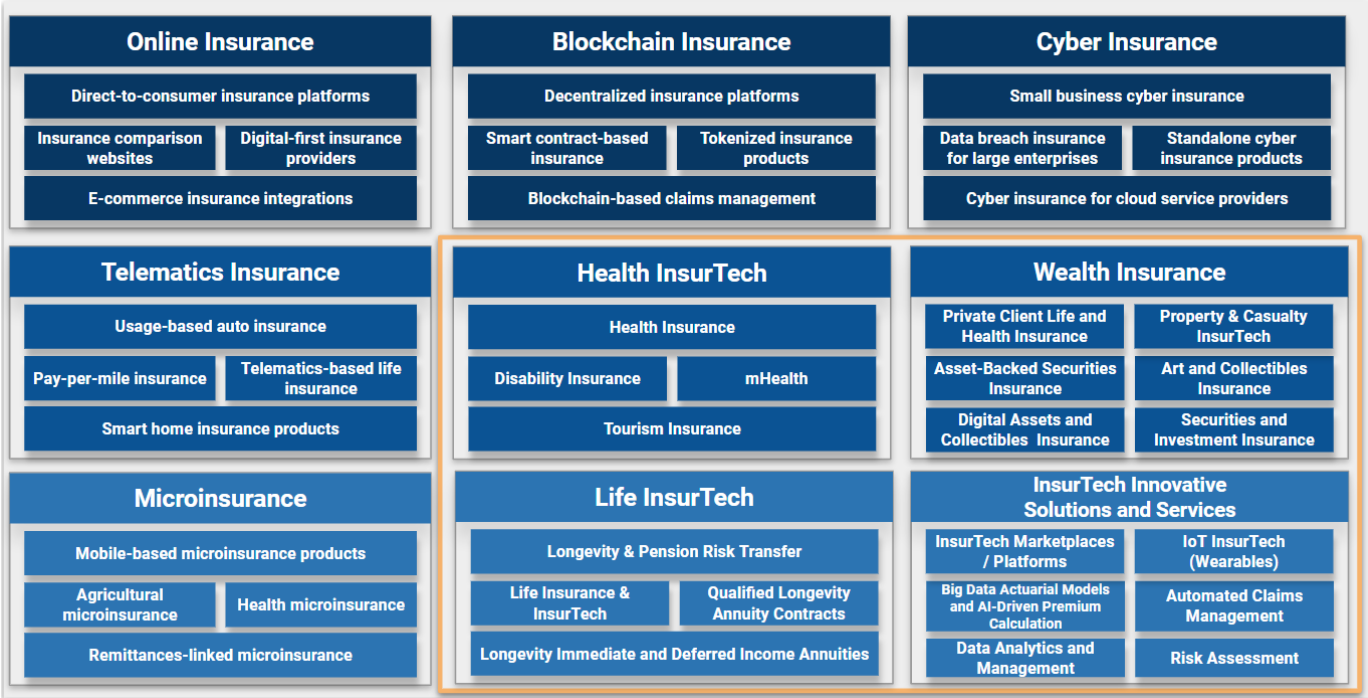 Online Insurance
Direct-to-consumer insurance platforms
Insurance comparison
websites
Digital-first insurance
providers
E-commerce insurance integrations
Blockchain Insurance
Decentralized insurance platforms
Smart contract-based
insurance
Tokenized insurance
products
Blockchain-based claims management
Cyber Insurance
Small business cyber insurance
Data breach insurance
for large enterprises
Standalone cyber
insurance products
Cyber insurance for cloud service providers
Telematics Insurance
Usage-based auto insurance
Pay-per-mile insurance
Telematics-based life
insurance
Smart home insurance products
Health InsurTech
Health Insurance
Disability Insurance
mHealth
Tourism Insurance
Wealth Insurance
Private Client Life and
Health Insurance
Property & Casualty
InsurTech
Asset-Backed Securities
Insurance
Art and Collectibles
Insurance
Digital Assets and
Collectibles Insurance
Securities and
Investment Insurance
Microinsurance
Mobile-based microinsurance products
Agricultural
microinsurance
Health microinsurance
Remittances-linked microinsurance
Life InsurTech
Longevity & Pension Risk Transfer
Life Insurance &
InsurTech
Qualified Longevity
Annuity Contracts
Longevity Immediate and Deferred Income Annuities
InsurTech Innovative
Solutions and Services
InsurTech Marketplaces
/ Platforms
IoT InsurTech
(Wearables)
Big Data Actuarial Models
and AI-Driven Premium
Calculation
Automated Claims
Management
Data Analytics and
Management
Risk Assessment